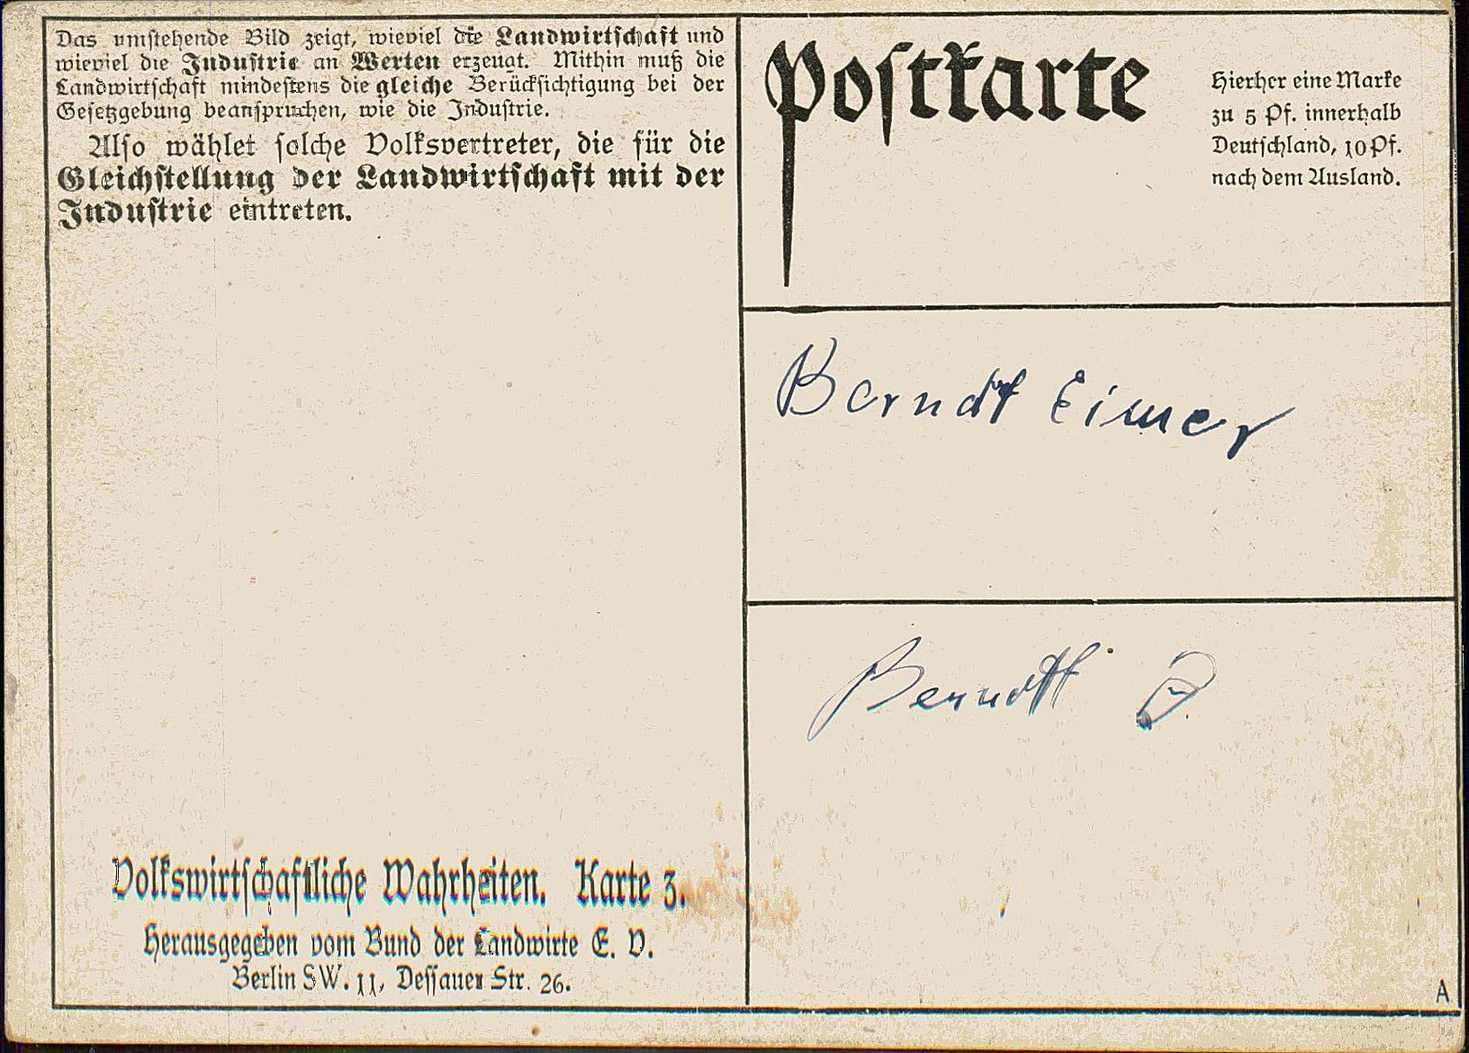 Das umstehende Bild zeigt, wieviel die Landwirtschaft und
wieviel die Industrie an Werten erzeugt. Mithin muß die
Landwirtschaft mindestens die gleiche Berücksichtigung bei der
Gesetzgebung beanspruchen, wie die Industrie.
Also wählet solche Volksvertreter, die für die
Gleichstellung der Landwirtschaft mit der
Industrie eintreten.
Volkswirtschaftliche Wahrheiten. Karte 3.
Herausgegeben vom Bund der Landwirte E. V.
Berlin SW. 11, Dessauer Str. 26.
Postkarte
Hierher eine Marke
zu 5 Pf. innerhalb
Deutschland, 10 Pf.
nach dem Ausland.
Berndt Eimer
Berndt
A